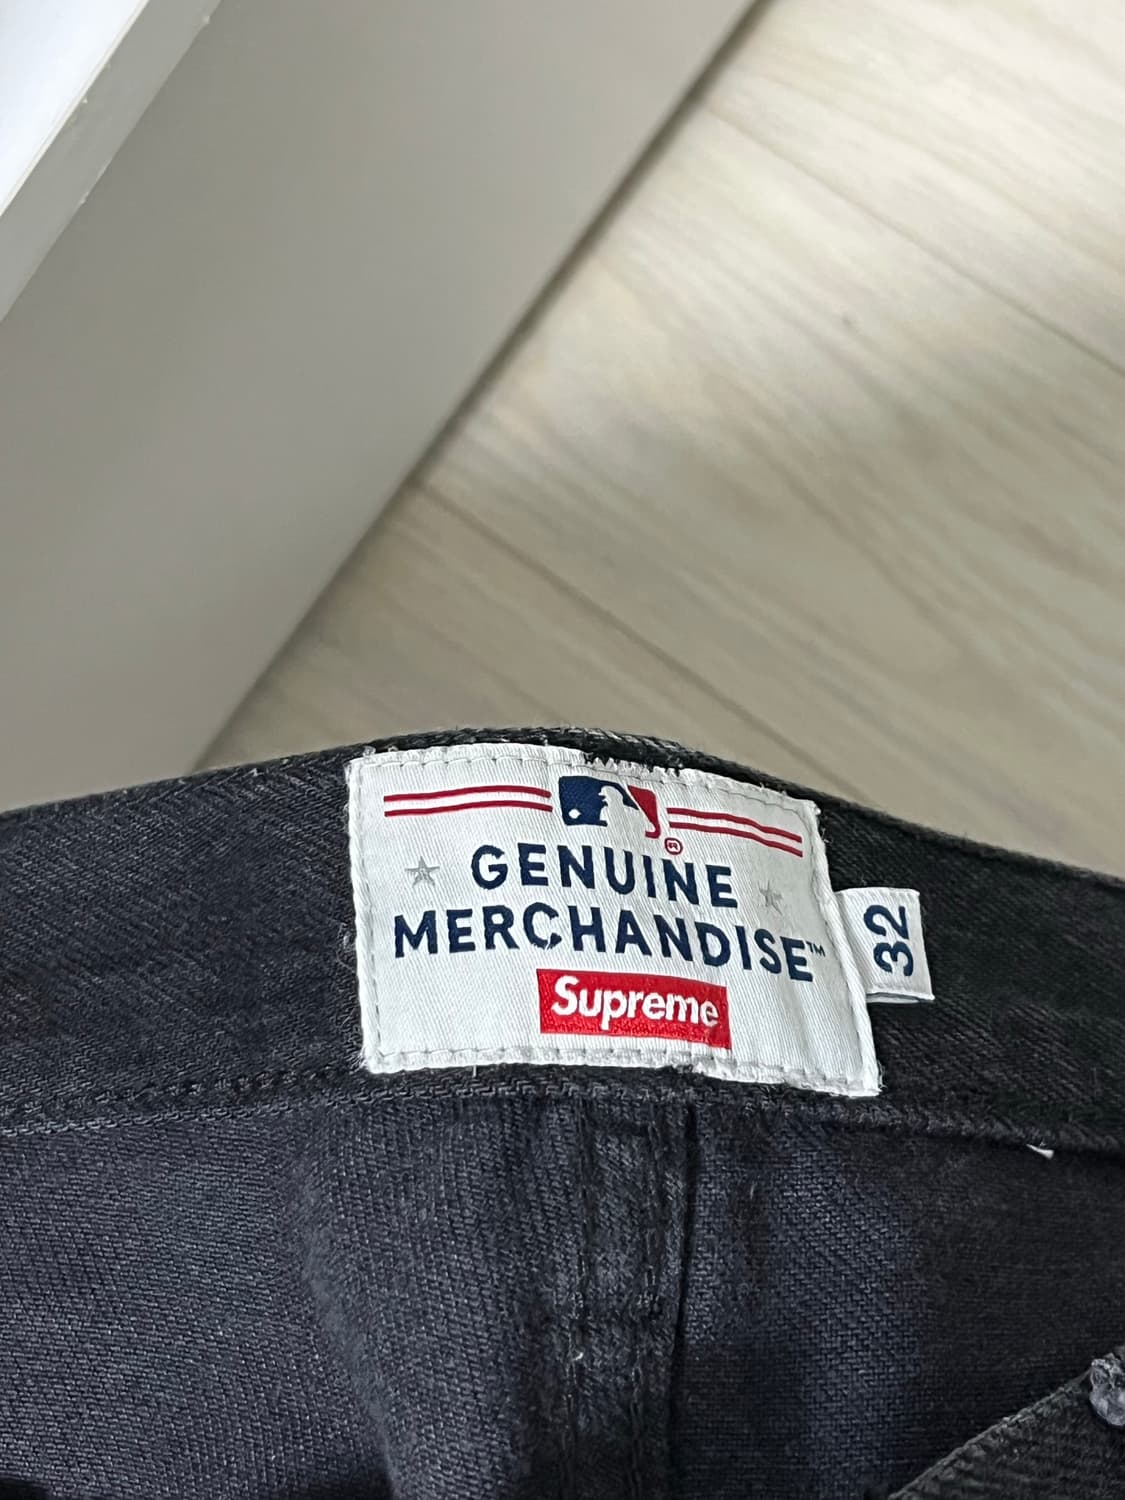 GENUINE
MERCHANDISE™
Supreme
32